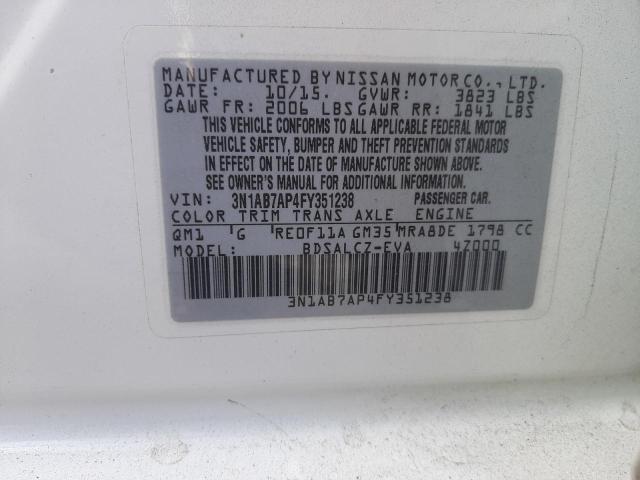 MANUFACTURED BY NISSAN MOTOR CO., LTD.
DATE: 10/15. GVWR: 3823 LBS
GAWR FR: 2006 LBS GAWR RR: 1841 LBS
THIS VEHICLE CONFORMS TO ALL APPLICABLE FEDERAL MOTOR
VEHICLE SAFETY, BUMPER AND THEFT PREVENTION STANDARDS
IN EFFECT ON THE DATE OF MANUFACTURE SHOWN ABOVE.
SEE OWNER'S MANUAL FOR ADDITIONAL INFORMATION.
VIN: 3N1AB7AP4FY351238 PASSENGER CAR.
COLOR TRIM TRANS AXLE ENGINE
QM1 G RE0F11A GM35 MRA8DE 1798 CC
MODEL: BDSALCZ-EVA 4Z000
3N1AB7AP4FY351238